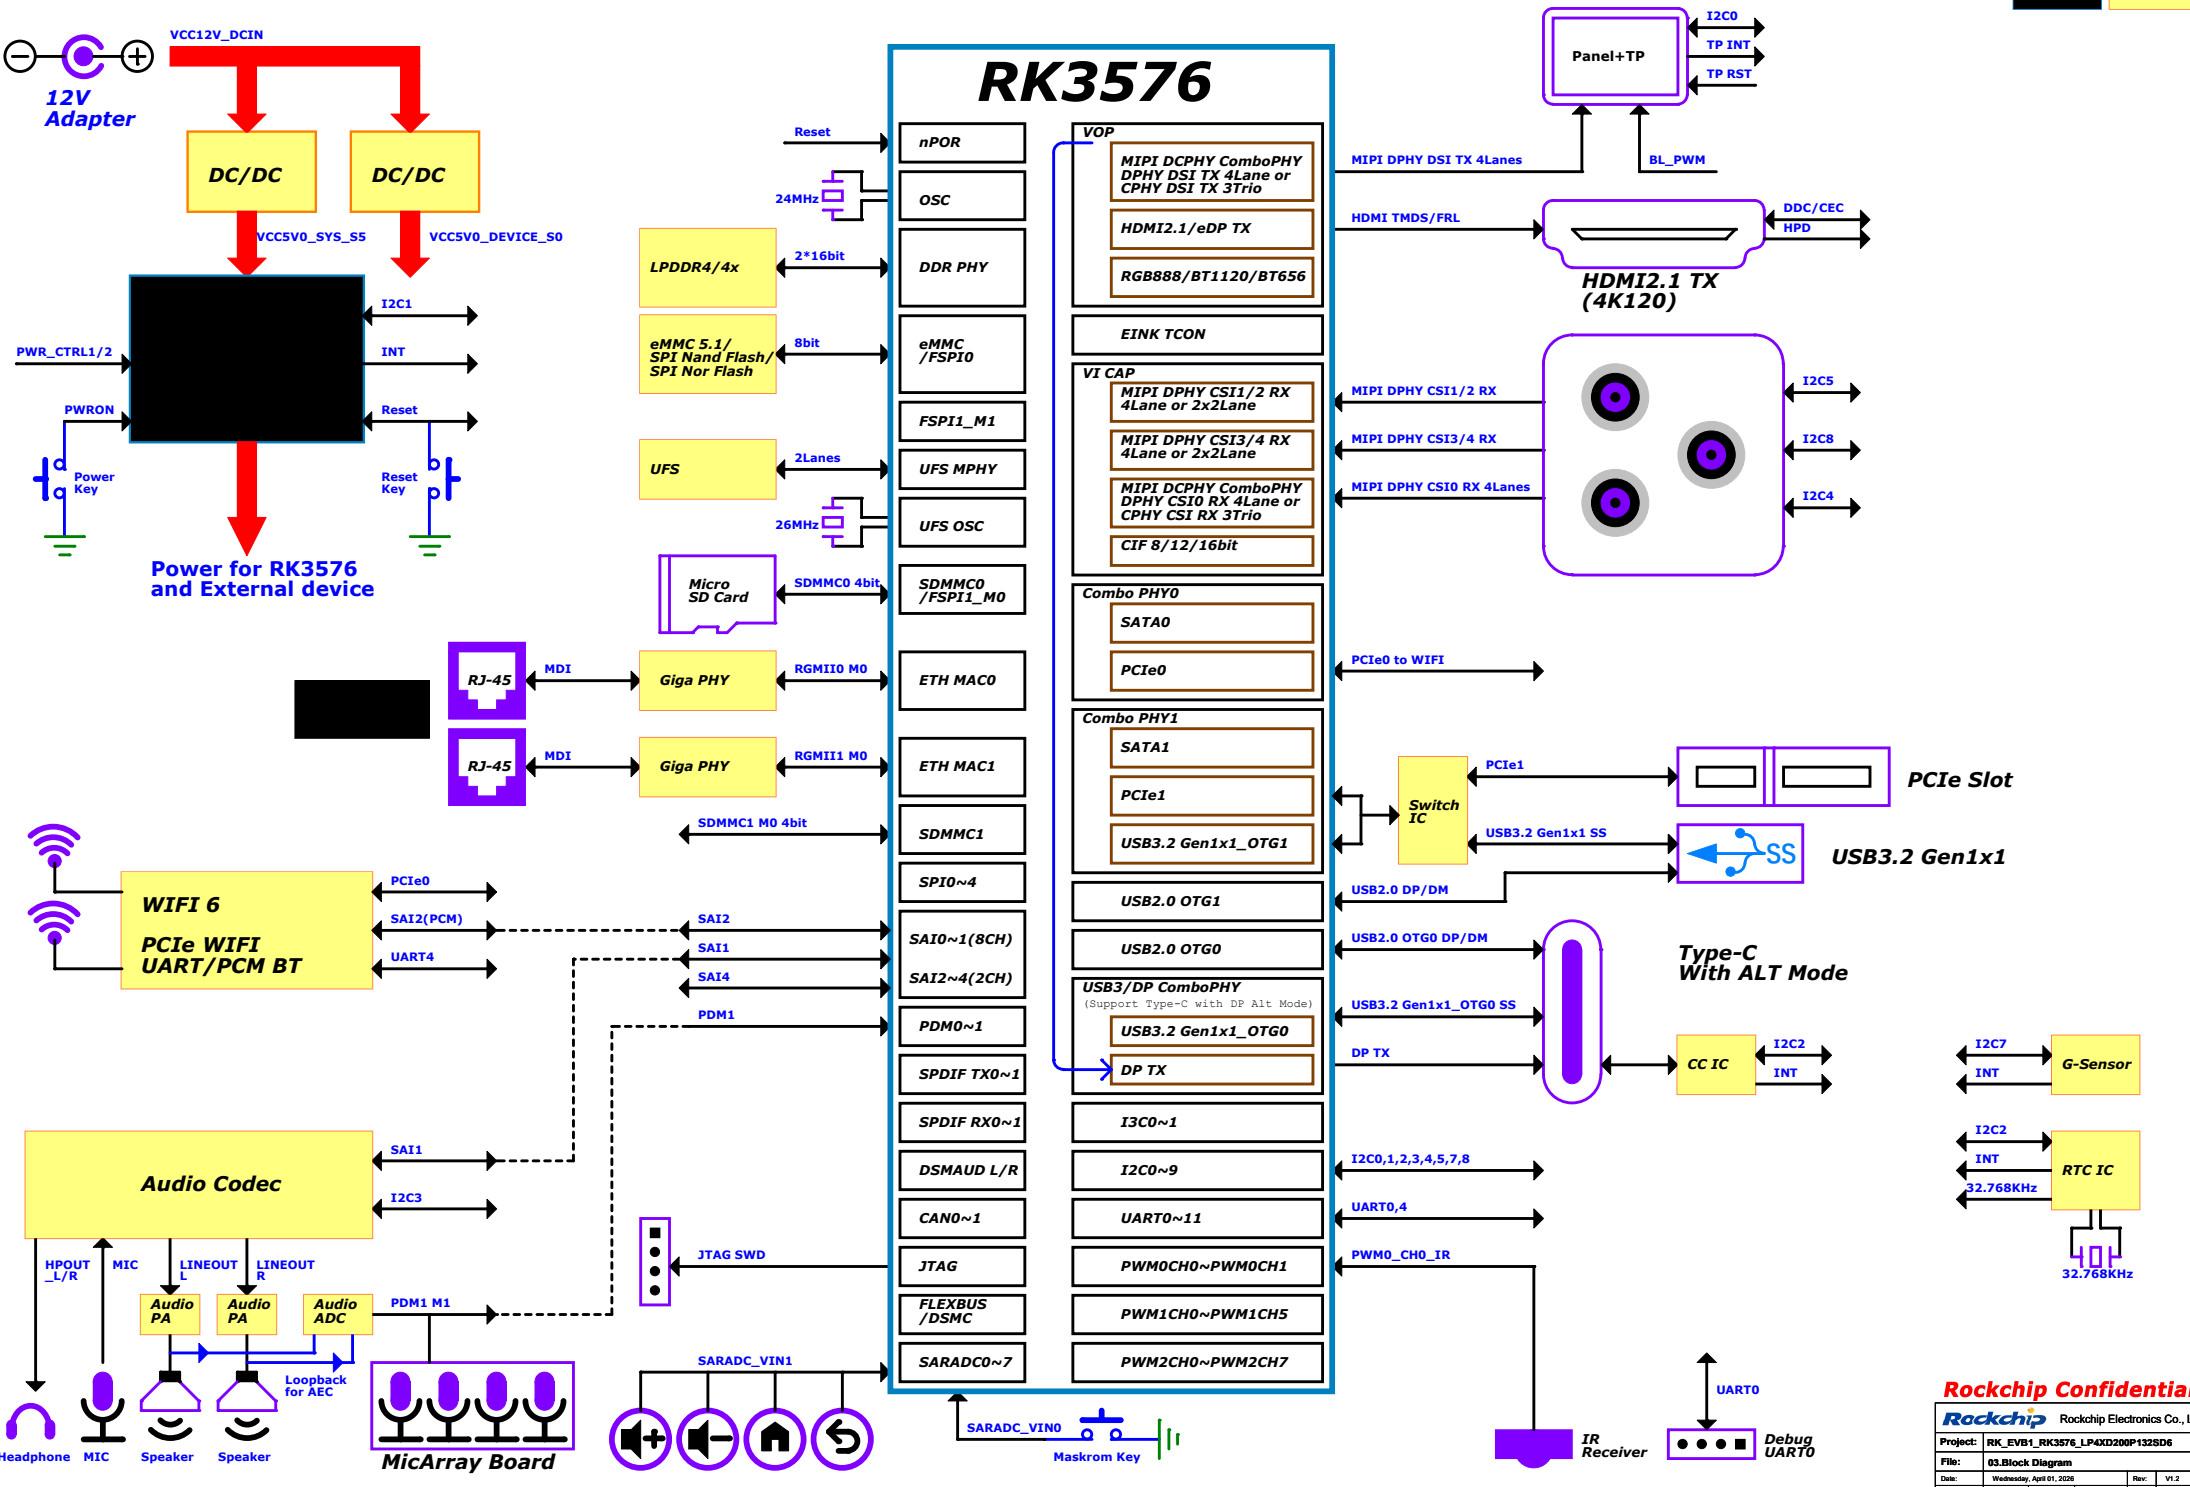 VCC12V_DCIN
12V
Adapter
DC/DC
DC/DC
VCC5V0_SYS_S5
VCC5V0_DEVICE_S0
I2C1
PWR_CTRL1/2
INT
PWRON
Reset
Power
Key
Reset
Key
Power for RK3576
and External device
RJ-45
MDI
Giga PHY
RGMII0 M0
RJ-45
MDI
Giga PHY
RGMII1 M0
SDMMC1 M0 4bit
WIFI 6
PCIe WIFI
UART/PCM BT
PCIe0
SAI2(PCM)
UART4
SAI2
SAI1
SAI4
PDM1
Audio Codec
SAI1
I2C3
HPOUT
_L/R
MIC
LINEOUT
L
LINEOUT
R
Audio
PA
Audio
PA
Audio
ADC
PDM1 M1
Loopback
for AEC
Headphone
MIC
Speaker
Speaker
MicArray Board
Reset
24MHz
LPDDR4/4x
2*16bit
eMMC 5.1/
SPI Nand Flash/
SPI Nor Flash
8bit
UFS
2Lanes
26MHz
Micro
SD Card
SDMMC0 4bit
JTAG SWD
SARADC_VIN1
SARADC_VIN0
Maskrom Key
RK3576
nPOR
OSC
DDR PHY
eMMC
/FSPI0
FSPI1_M1
UFS MPHY
UFS OSC
SDMMC0
/FSPI1_M0
ETH MAC0
ETH MAC1
SDMMC1
SPI0~4
SAI0~1(8CH)
SAI2~4(2CH)
PDM0~1
SPDIF TX0~1
SPDIF RX0~1
DSMAUD L/R
CAN0~1
JTAG
FLEXBUS
/DSMC
SARADC0~7
VOP
MIPI DCPHY ComboPHY
DPHY DSI TX 4Lane or
CPHY DSI TX 3Trio
HDMI2.1/eDP TX
RGB888/BT1120/BT656
EINK TCON
VI CAP
MIPI DPHY CSI1/2 RX
4Lane or 2x2Lane
MIPI DPHY CSI3/4 RX
4Lane or 2x2Lane
MIPI DCPHY ComboPHY
DPHY CSI0 RX 4Lane or
CPHY CSI RX 3Trio
CIF 8/12/16bit
Combo PHY0
SATA0
PCIe0
Combo PHY1
SATA1
PCIe1
USB3.2 Gen1x1_OTG1
USB2.0 OTG1
USB2.0 OTG0
USB3/DP ComboPHY
(Support Type-C with DP Alt Mode)
USB3.2 Gen1x1_OTG0
DP TX
I3C0~1
I2C0~9
UART0~11
PWM0CH0~PWM0CH1
PWM1CH0~PWM1CH5
PWM2CH0~PWM2CH7
Panel+TP
I2C0
TP INT
TP RST
MIPI DPHY DSI TX 4Lanes
BL_PWM
HDMI TMDS/FRL
DDC/CEC
HPD
HDMI2.1 TX
(4K120)
MIPI DPHY CSI1/2 RX
MIPI DPHY CSI3/4 RX
MIPI DPHY CSI0 RX 4Lanes
I2C5
I2C8
I2C4
PCIe0 to WIFI
Switch
IC
PCIe1
PCIe Slot
USB3.2 Gen1x1 SS
SS
USB3.2 Gen1x1
USB2.0 DP/DM
USB2.0 OTG0 DP/DM
Type-C
With ALT Mode
USB3.2 Gen1x1_OTG0 SS
DP TX
CC IC
I2C2
INT
I2C7
INT
G-Sensor
I2C2
INT
32.768KHz
RTC IC
32.768KHz
I2C0,1,2,3,4,5,7,8
UART0,4
PWM0_CH0_IR
IR
Receiver
UART0
Debug
UART0
Rockchip Confidential
Rockchip Rockchip Electronics Co., L
Project: RK_EVB1_RK3576_LP4XD200P132SD6
File: 03.Block Diagram
Date: Wednesday, April 01, 2026 Rev: V1.2